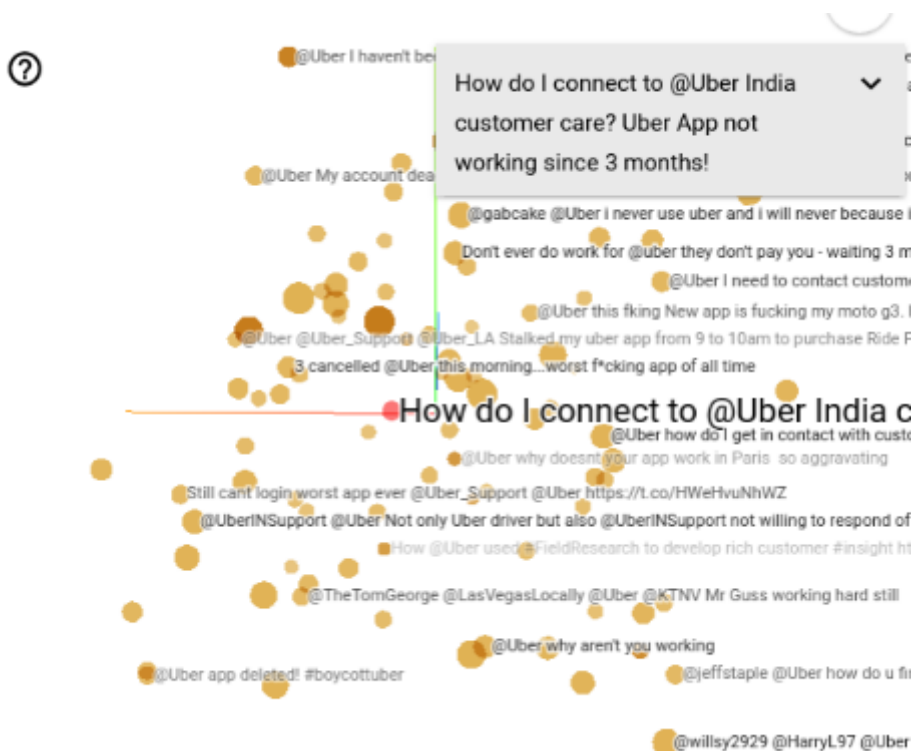 @Uber I haven't be
How do I connect to @Uber India
customer care? Uber App not
working since 3 months!
@Uber My account dea
@gabcake @Uber i never use uber and i will never because i
Don't ever do work for @uber they don't pay you - waiting 3 m
@Uber I need to contact custome
@Uber this fking New app is fucking my moto g3. I
@Uber @Uber_Support @Uber_LA Stalked my uber app from 9 to 10am to purchase Ride P
3 cancelled @Uber this morning...worst f*cking app of all time
How do I connect to @Uber India c
@Uber how do I get in contact with custo
@Uber why doesnt your app work in Paris so aggravating
Still cant login worst app ever @Uber_Support @Uber https://t.co/HWeHvuNhWZ
@UberINSupport @Uber Not only Uber driver but also @UberINSupport not willing to respond of
How @Uber used #FieldResearch to develop rich customer #insight ht
@TheTomGeorge @LasVegasLocally @Uber @KTNV Mr Guss working hard still
@Uber why aren't you working
@Uber app deleted! #boycottuber
@jeffstaple @Uber how do u fi
@willsy2929 @HarryL97 @Uber